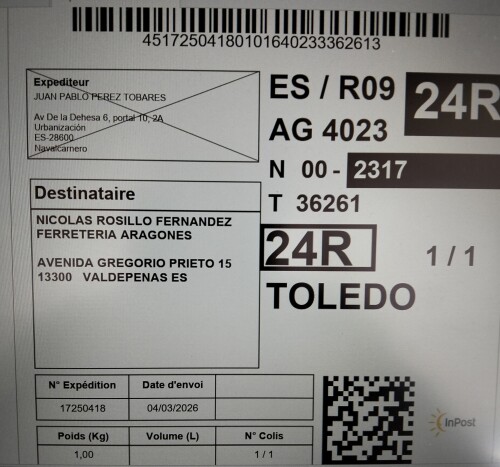 45172504180101640233362613
Expediteur
JUAN PABLO PEREZ TOBARES
Av De la Dehesa 6, portal 10, 2A
Urbanización
ES-28600
Navalcarnero
ES / R09
24R
AG 4023
N 00 - 2317
T 36261
24R
1 / 1
TOLEDO
Destinataire
NICOLAS ROSILLO FERNANDEZ
FERRETERIA ARAGONES
AVENIDA GREGORIO PRIETO 15
13300 VALDEPENAS ES
N° Expédition Date d'envoi
17250418 04/03/2026
Poids (Kg) Volume (L) N° Colis
1,00 1 / 1
InPost